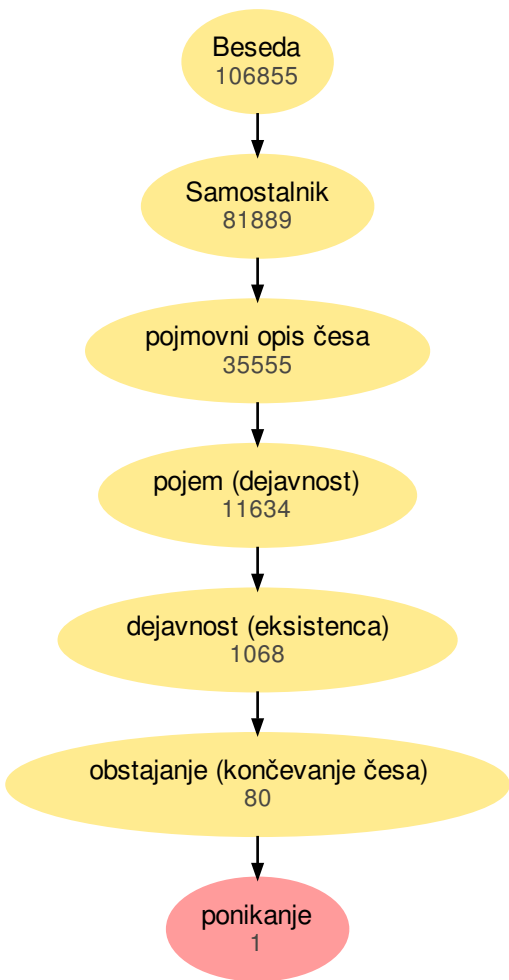 Beseda
106855
Samostalnik
81889
pojmovni opis česa
35555
pojem (dejavnost)
11634
dejavnost (eksistenca)
1068
obstajanje (končevanje česa)
80
ponikanje
1